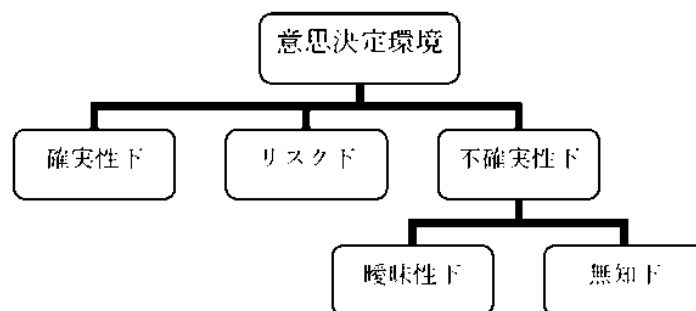 意思決定環境
確実性下
リスク下
不確実性下
曖昧性下
無知下